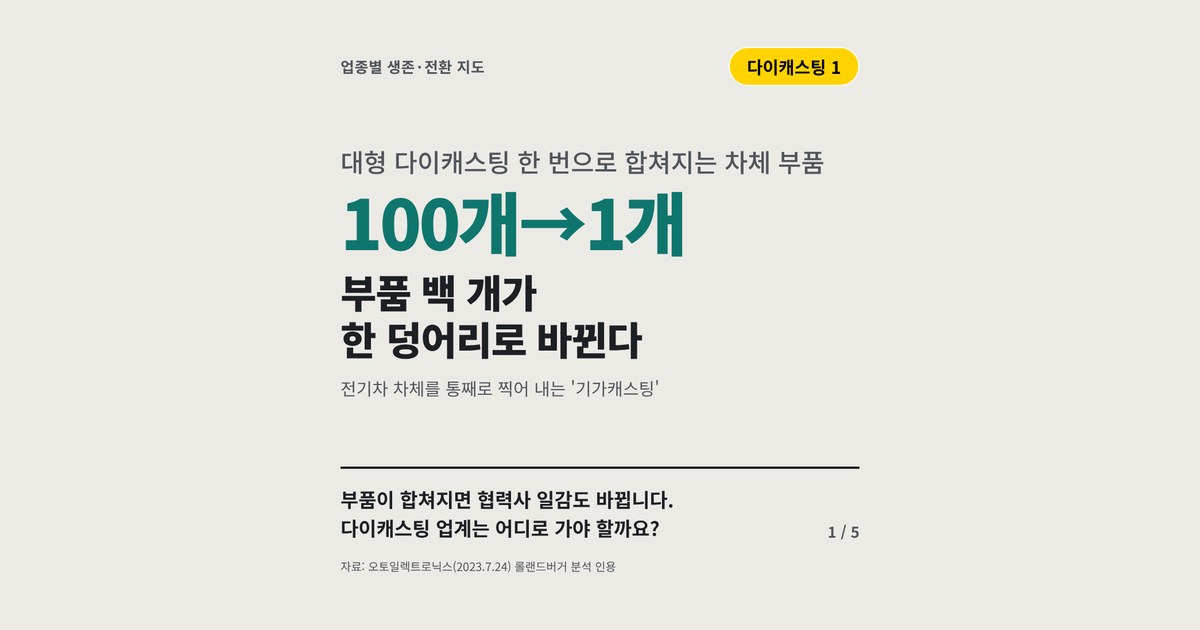 업종별 생존·전환 지도
다이캐스팅 1
대형 다이캐스팅 한 번으로 합쳐지는 차체 부품
100개→1개
부품 백 개가
한 덩어리로 바뀐다
전기차 차체를 통째로 찍어 내는 '기가캐스팅'
부품이 합쳐지면 협력사 일감도 바뀝니다.
다이캐스팅 업계는 어디로 가야 할까요?
1 / 5
자료: 오토일렉트로닉스(2023.7.24) 롤랜드버거 분석 인용